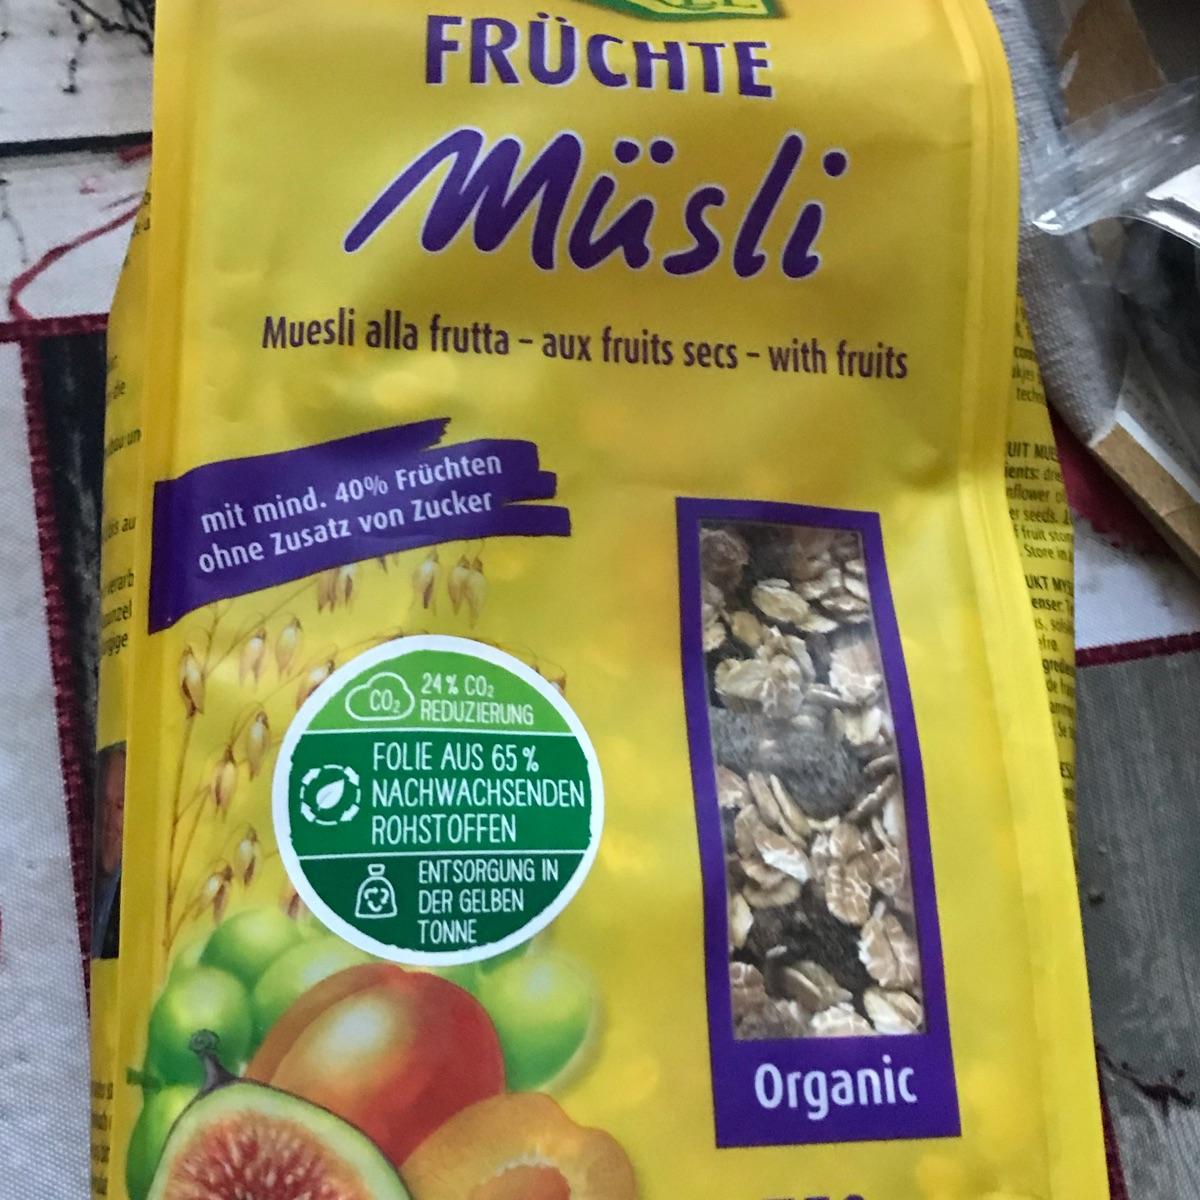 FRÜCHTE
Müsli
Muesli alla frutta – aux fruits secs – with fruits
mit mind. 40% Früchten
ohne Zusatz von Zucker
CO₂
24 % CO₂
REDUZIERUNG
FOLIE AUS 65 %
NACHWACHSENDEN
ROHSTOFFEN
ENTSORGUNG IN
DER GELBEN
TONNE
Organic